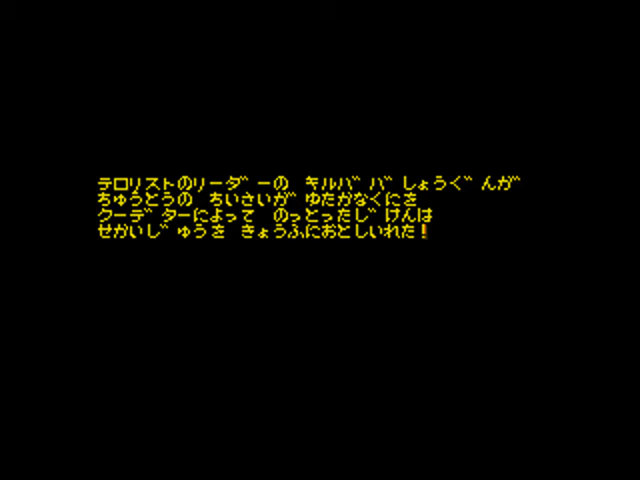 テロリストのリーダーの キルババしょうぐんが
ちゅうとうの ちいさいが ゆたかなくにを
クーデターによって のっとったじけんは
せかいじゅうを きょうふにおとしいれた!